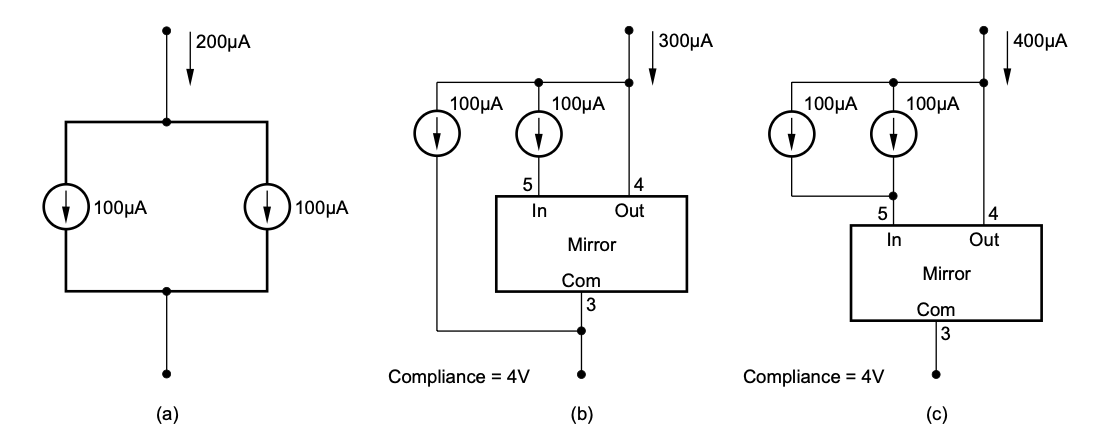 200µA
100µA
100µA
(a)
300µA
100µA
100µA
5
4
In
Out
Mirror
Com
3
Compliance = 4V
(b)
400µA
100µA
100µA
5
4
In
Out
Mirror
Com
3
Compliance = 4V
(c)